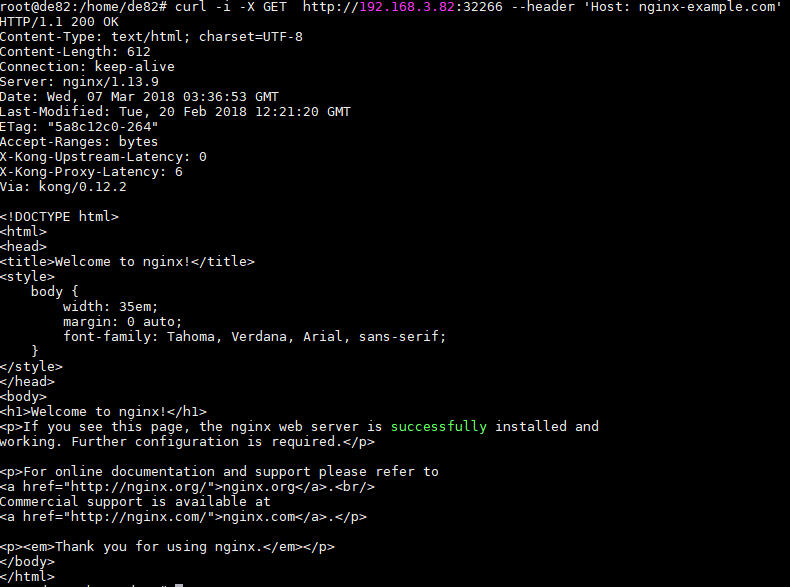 root@de82:/home/de82# curl -i -X GET  http://192.168.3.82:32266 --header 'Host: nginx-example.com'
HTTP/1.1 200 OK
Content-Type: text/html; charset=UTF-8
Content-Length: 612
Connection: keep-alive
Server: nginx/1.13.9
Date: Wed, 07 Mar 2018 03:36:53 GMT
Last-Modified: Tue, 20 Feb 2018 12:21:20 GMT
ETag: "5a8c12c0-264"
Accept-Ranges: bytes
X-Kong-Upstream-Latency: 0
X-Kong-Proxy-Latency: 6
Via: kong/0.12.2

<!DOCTYPE html>
<html>
<head>
<title>Welcome to nginx!</title>
<style>
    body {
        width: 35em;
        margin: 0 auto;
        font-family: Tahoma, Verdana, Arial, sans-serif;
    }
</style>
</head>
<body>
<h1>Welcome to nginx!</h1>
<p>If you see this page, the nginx web server is successfully installed and
working. Further configuration is required.</p>

<p>For online documentation and support please refer to
<a href="http://nginx.org/">nginx.org</a>.<br/>
Commercial support is available at
<a href="http://nginx.com/">nginx.com</a>.</p>

<p><em>Thank you for using nginx.</em></p>
</body>
</html>